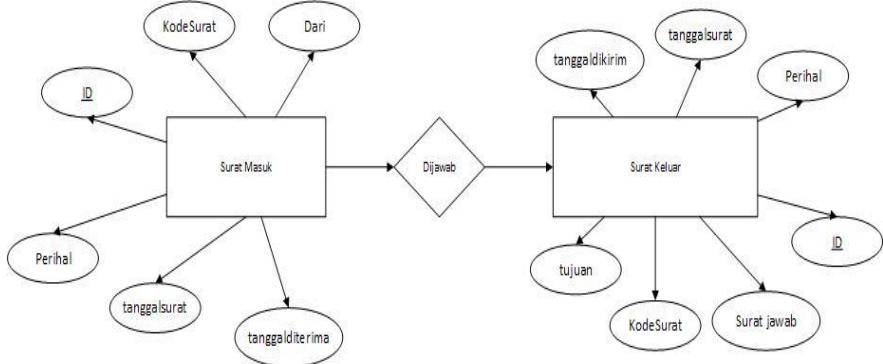 KodeSurat
Dari
ID
Surat Masuk
Perihal
tanggalsurat
tanggalditerima
Dijawab
tanggaldikirim
tanggalsurat
Perihal
Surat Keluar
ID
tujuan
KodeSurat
Surat jawab